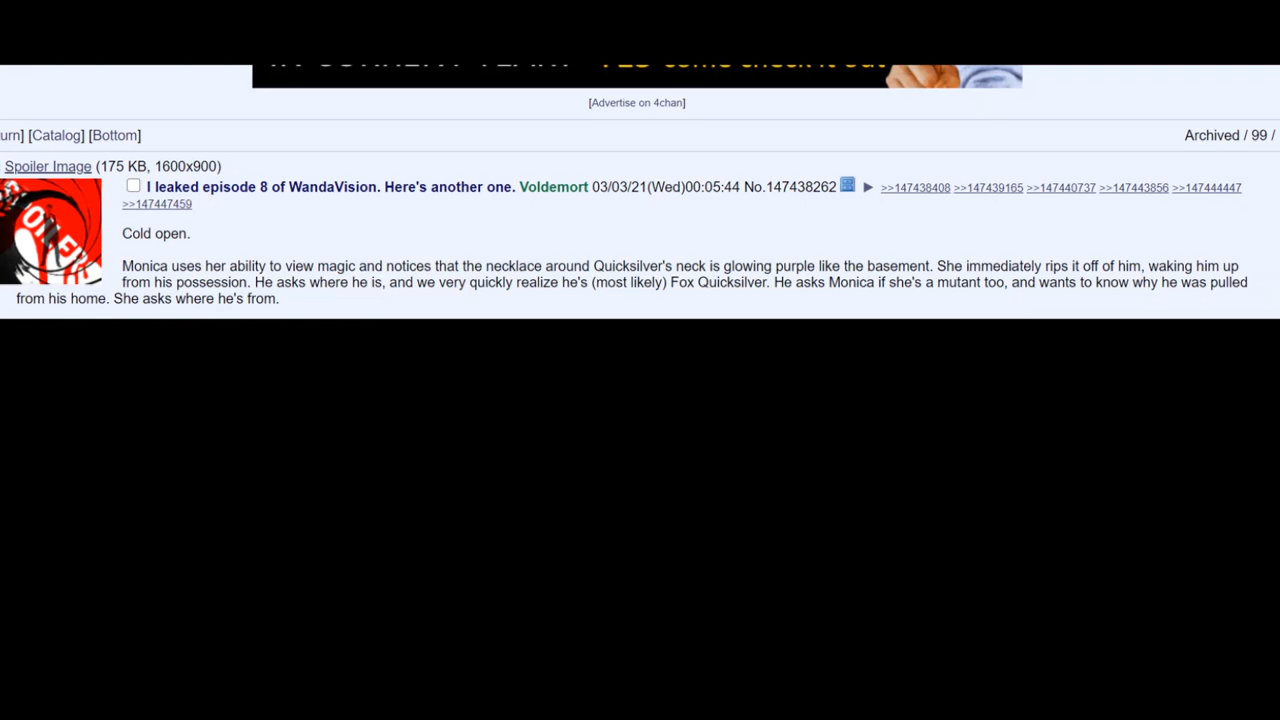 [Advertise on 4chan]
urn] [Catalog] [Bottom]
Archived / 99 /
Spoiler Image (175 KB, 1600x900)
I leaked episode 8 of WandaVision. Here's another one. Voldemort 03/03/21(Wed)00:05:44 No.147438262 ▶ >>147438408 >>147439165 >>147440737 >>147443856 >>147444447
>>147447459
Cold open.
Monica uses her ability to view magic and notices that the necklace around Quicksilver's neck is glowing purple like the basement. She immediately rips it off of him, waking him up
from his possession. He asks where he is, and we very quickly realize he's (most likely) Fox Quicksilver. He asks Monica if she's a mutant too, and wants to know why he was pulled
from his home. She asks where he's from.